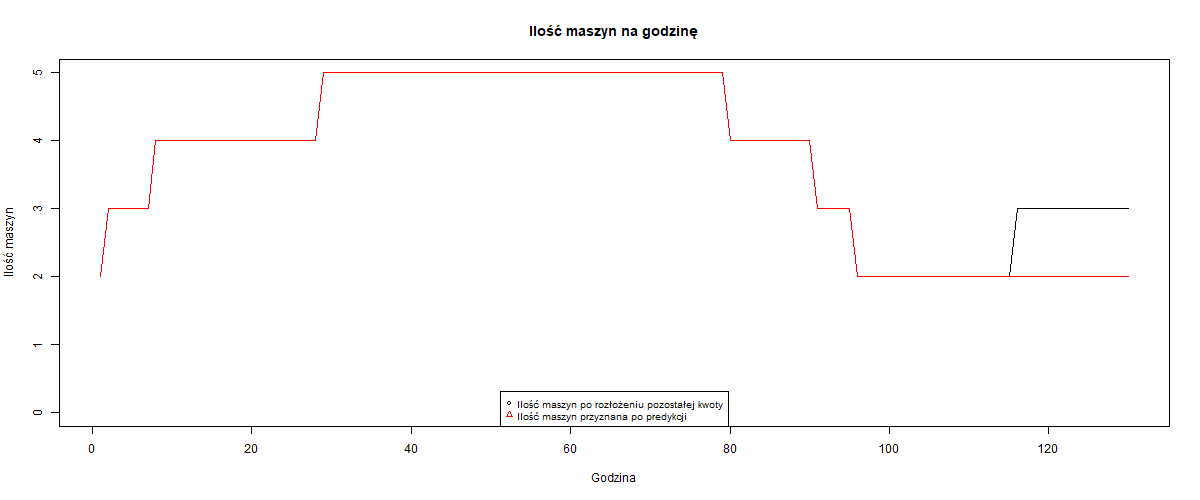 Ilość maszyn na godzinę
Ilość maszyn
5
4
3
2
1
0
Ilość maszyn po rozłożeniu pozostałej kwoty
Ilość maszyn przyznana po predykcji
0 20 40 60 80 100 120
Godzina